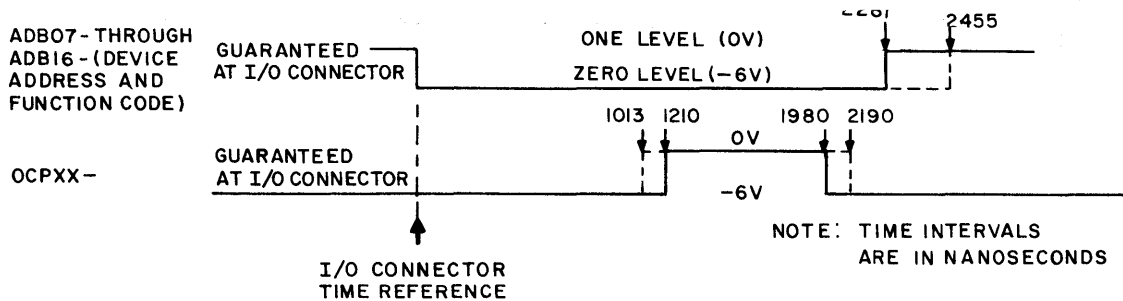 2455
ADB07-THROUGH
ADB16-(DEVICE
ADDRESS AND
FUNCTION CODE)
GUARANTEED
AT I/O CONNECTOR
ONE LEVEL (0V)
ZERO LEVEL (-6V)
1013
1210
1980
2190
OCPXX-
GUARANTEED
AT I/O CONNECTOR
0V
-6V
NOTE: TIME INTERVALS
ARE IN NANOSECONDS
I/O CONNECTOR
TIME REFERENCE